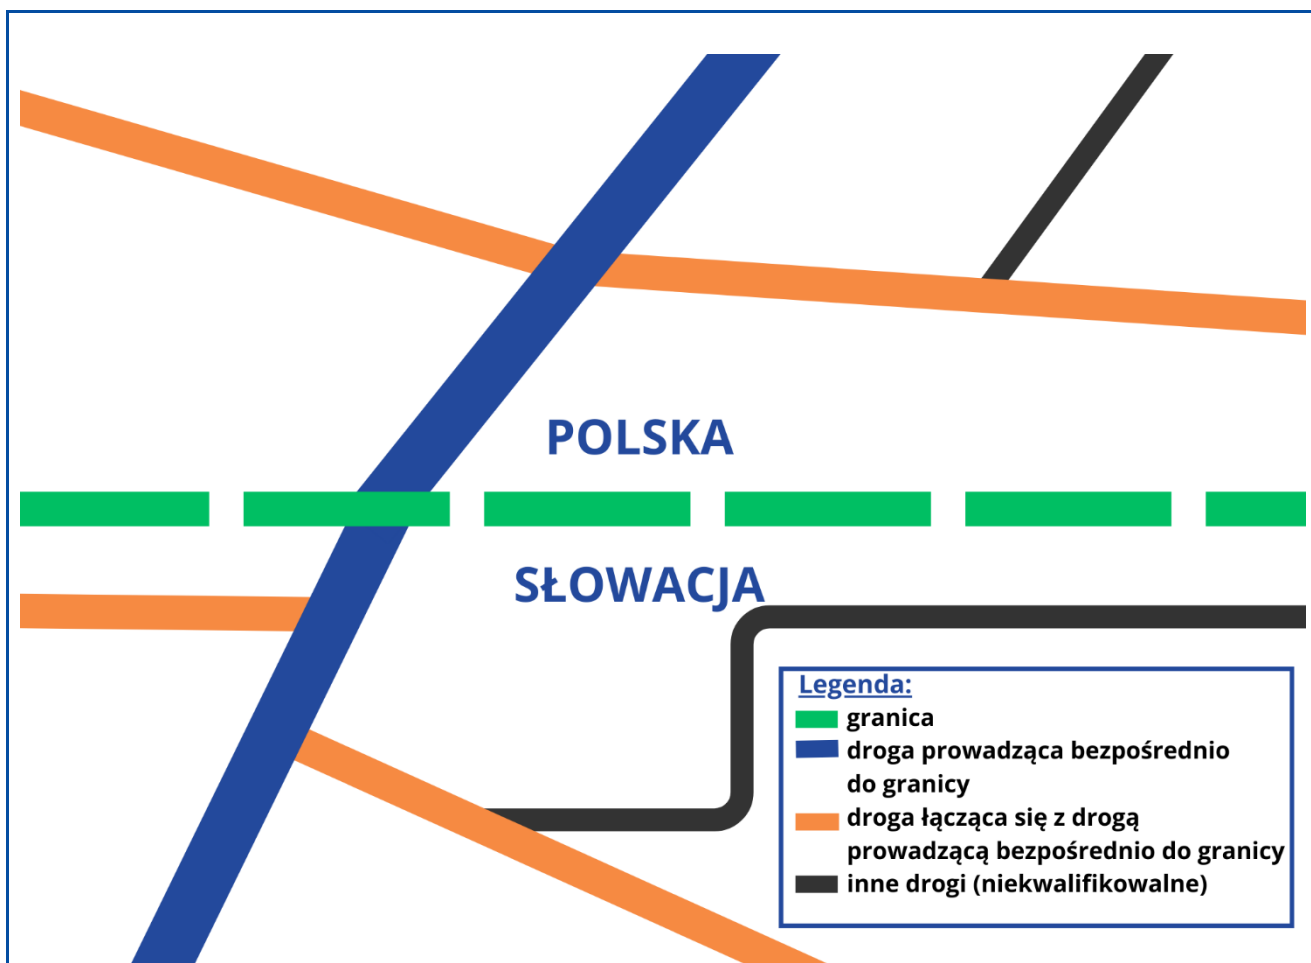 POLSKA
SŁOWACJA
Legenda:
granica
droga prowadząca bezpośrednio
do granicy
droga łącząca się z drogą
prowadzącą bezpośrednio do granicy
inne drogi (niekwalifikowalne)